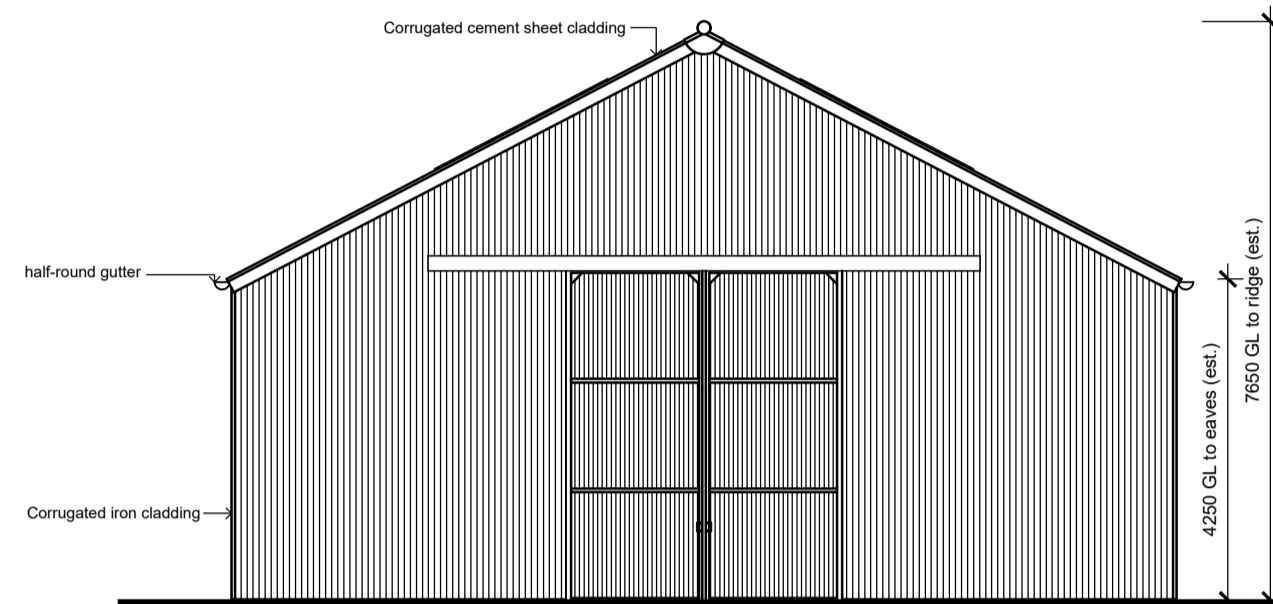 Corrugated cement sheet cladding
half-round gutter
7650 GL to ridge (est.)
4250 GL to eaves (est.)
Corrugated iron cladding